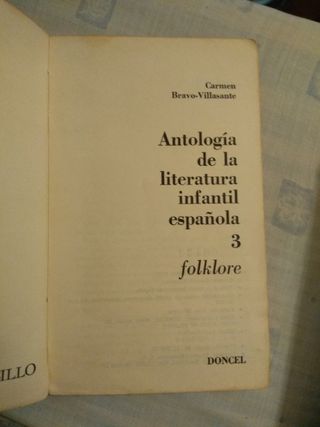 Carmen
Bravo-Villasante
Antología
de la
literatura
infantil
española
3
folklore
DONCEL
ILLO